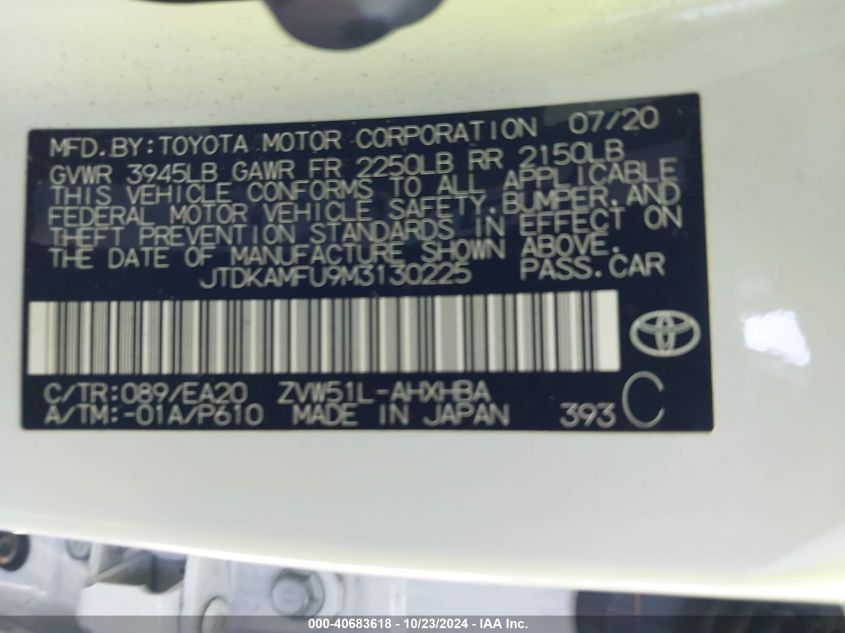 MFD.BY:TOYOTA MOTOR CORPORATION 07/20
GVWR 3945LB GAWR FR 2250LB RR 2150LB
THIS VEHICLE CONFORMS TO ALL APPLICABLE
FEDERAL MOTOR VEHICLE SAFETY,BUMPER,AND
THEFT PREVENTION STANDARDS IN EFFECT ON
THE DATE OF MANUFACTURE SHOWN ABOVE.
JTDKAMFU9M3130225 PASS.CAR
C/TR:089/EA20 ZVW51L-AHXHBA
A/TM:-01A/P610 MADE IN JAPAN 393 C
000-40683618 - 10/23/2024 - IAA Inc.